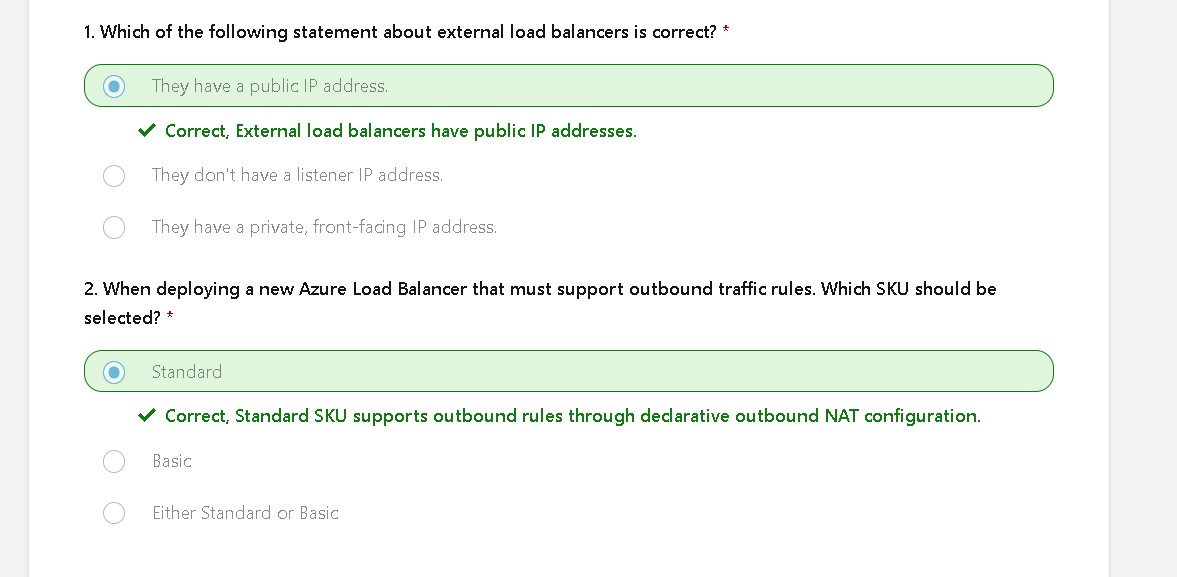 1. Which of the following statement about external load balancers is correct? *
They have a public IP address.
✔ Correct, External load balancers have public IP addresses.
They don't have a listener IP address.
They have a private, front-facing IP address.
2. When deploying a new Azure Load Balancer that must support outbound traffic rules. Which SKU should be
selected? *
Standard
✔ Correct, Standard SKU supports outbound rules through declarative outbound NAT configuration.
Basic
Either Standard or Basic